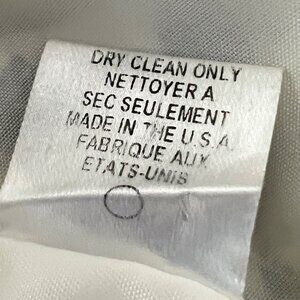 DRY CLEAN ONLY
NETTOYER A
SEC SEULEMENT
MADE IN THE U.S.A.
FABRIQUE AUX
ETATS-UNIS